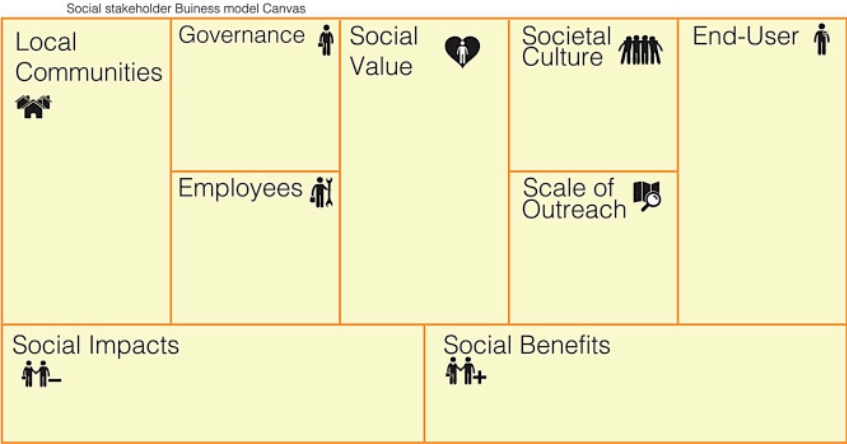 Social stakeholder Buiness model Canvas
Local
Communities
Governance
Employees
Social
Value
Societal
Culture
Scale of
Outreach
End-User
Social Impacts
Social Benefits